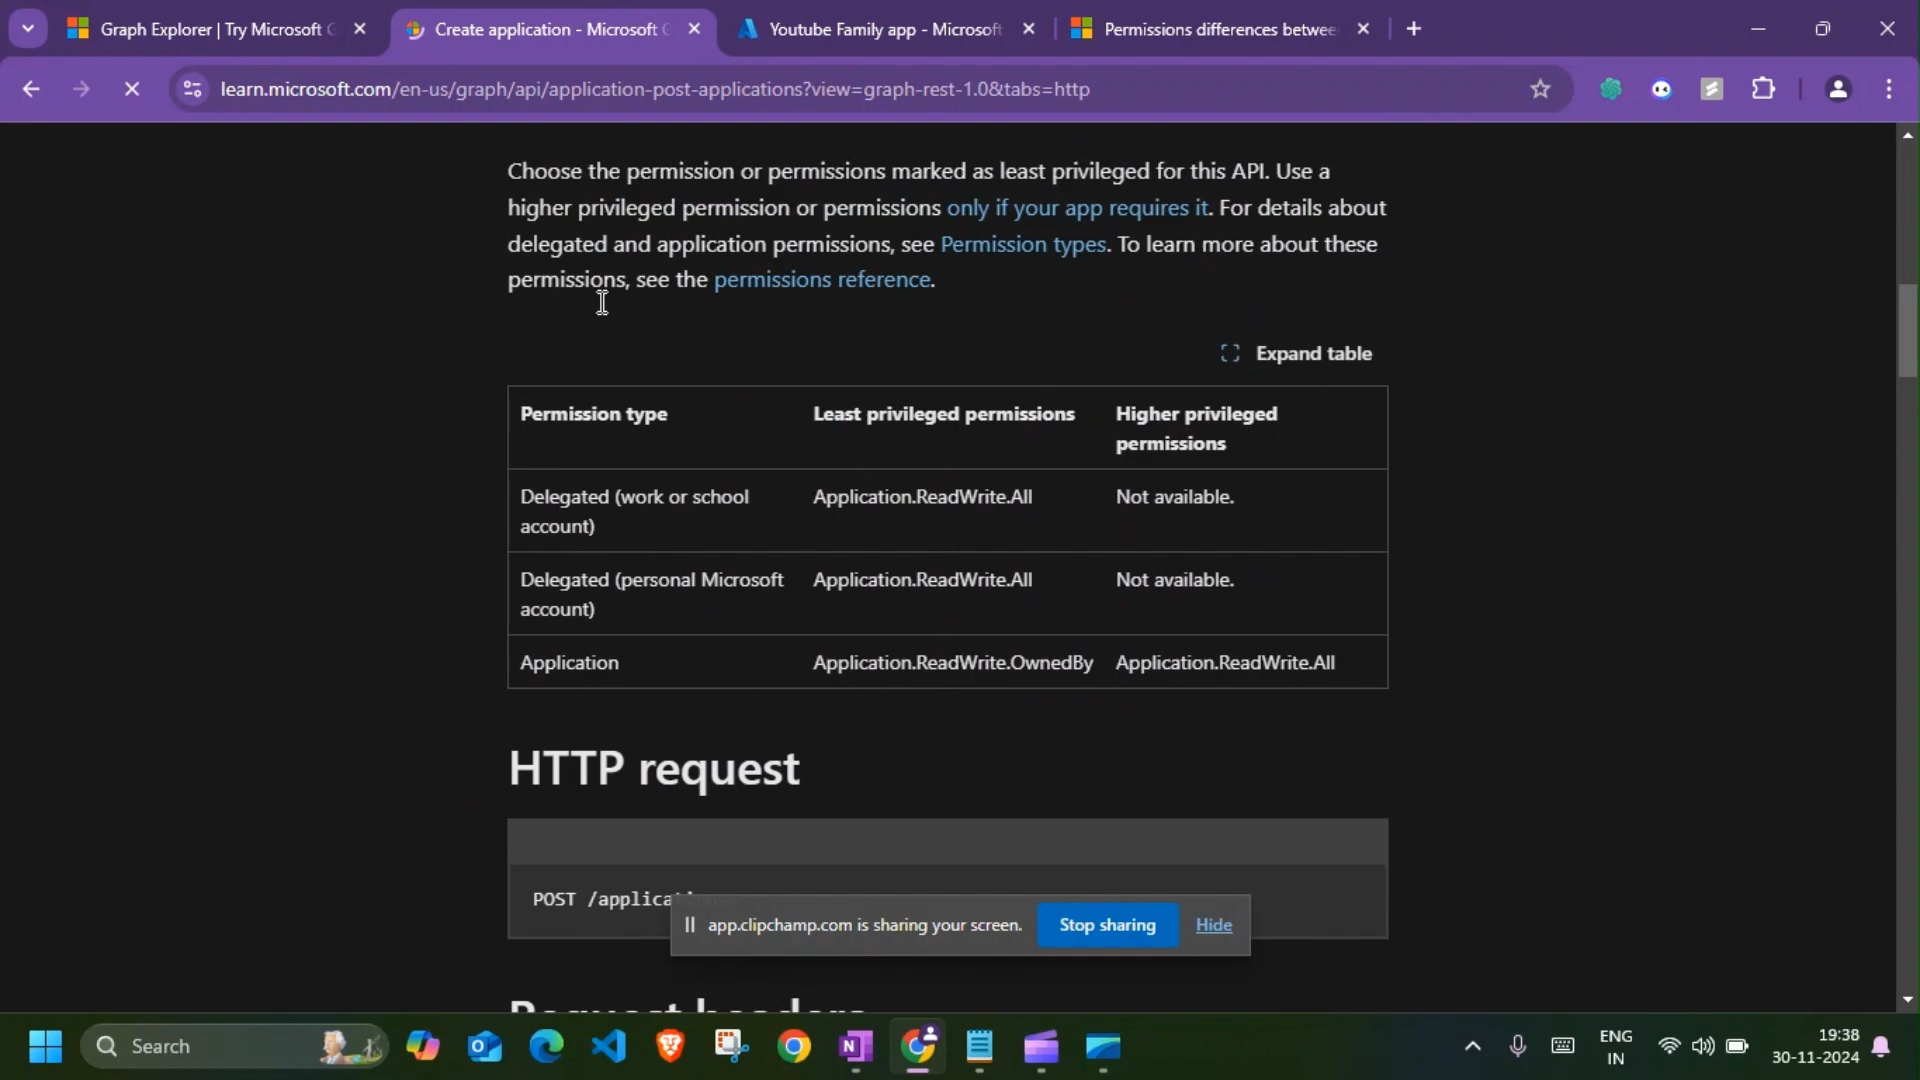 Graph Explorer | Try Microsoft G
Create application - Microsoft G
Youtube Family app - Microsoft
Permissions differences betwee
learn.microsoft.com/en-us/graph/api/application-post-applications?view=graph-rest-1.0&tabs=http
Choose the permission or permissions marked as least privileged for this API. Use a
higher privileged permission or permissions only if your app requires it. For details about
delegated and application permissions, see Permission types. To learn more about these
permissions, see the permissions reference.
Expand table
Permission type Least privileged permissions Higher privileged
permissions
Delegated (work or school Application.ReadWrite.All Not available.
account)
Delegated (personal Microsoft Application.ReadWrite.All Not available.
account)
Application Application.ReadWrite.OwnedBy Application.ReadWrite.All
HTTP request
POST /applica
app.clipchamp.com is sharing your screen. Stop sharing Hide
Request headers
Search
ENG
IN
19:38
30-11-2024